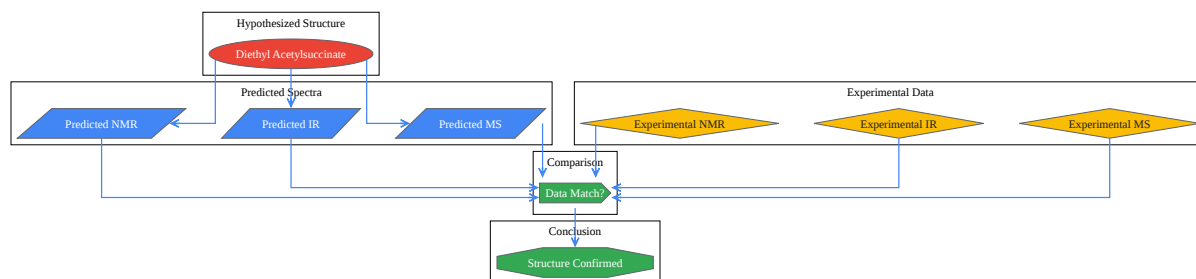 Hypothesized Structure
Diethyl Acetylsuccinate
Predicted Spectra
Predicted NMR
Predicted IR
Predicted MS
Experimental Data
Experimental NMR
Experimental IR
Experimental MS
Comparison
Data Match?
Conclusion
Structure Confirmed